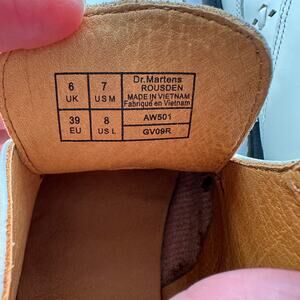 6 UK
7 US M
39 EU
8 US L
Dr.Martens
ROUSDEN
MADE IN VIETNAM
Fabriqué en Vietnam
AW501
GV09R